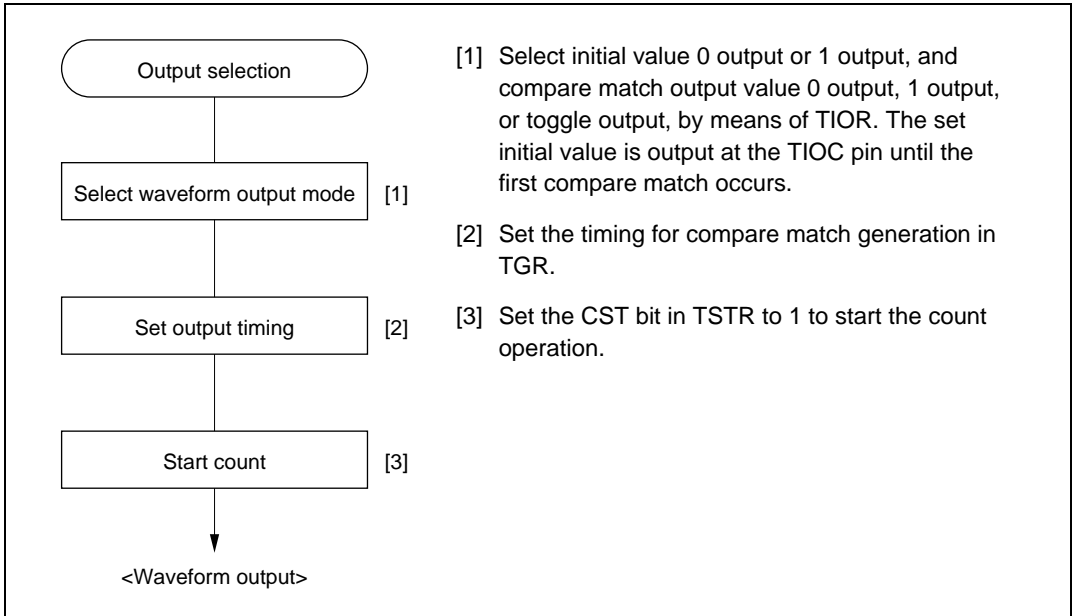 Output selection
Select waveform output mode [1]
Set output timing [2]
Start count [3]
<Waveform output>
[1] Select initial value 0 output or 1 output, and
compare match output value 0 output, 1 output,
or toggle output, by means of TIOR. The set
initial value is output at the TIOC pin until the
first compare match occurs.
[2] Set the timing for compare match generation in
TGR.
[3] Set the CST bit in TSTR to 1 to start the count
operation.